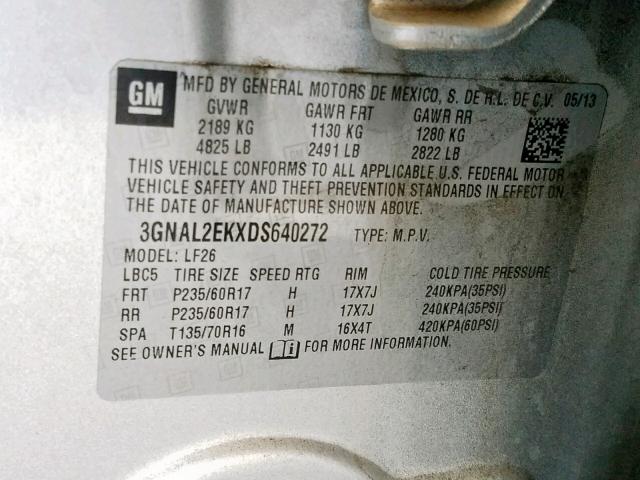 GM
MFD BY GENERAL MOTORS DE MEXICO, S. DE R.L. DE C.V. 05/13
GVWR GAWR FRT GAWR RR
2189 KG 1130 KG 1280 KG
4825 LB 2491 LB 2822 LB
THIS VEHICLE CONFORMS TO ALL APPLICABLE U.S. FEDERAL MOTOR
VEHICLE SAFETY AND THEFT PREVENTION STANDARDS IN EFFECT ON
THE DATE OF MANUFACTURE SHOWN ABOVE.
3GNAL2EKXDS640272 TYPE: M.P.V.
MODEL: LF26
LBC5 TIRE SIZE SPEED RTG RIM COLD TIRE PRESSURE
FRT P235/60R17 H 17X7J 240KPA(35PSI)
RR P235/60R17 H 17X7J 240KPA(35PSI)
SPA T135/70R16 M 16X4T 420KPA(60PSI)
SEE OWNER'S MANUAL FOR MORE INFORMATION.